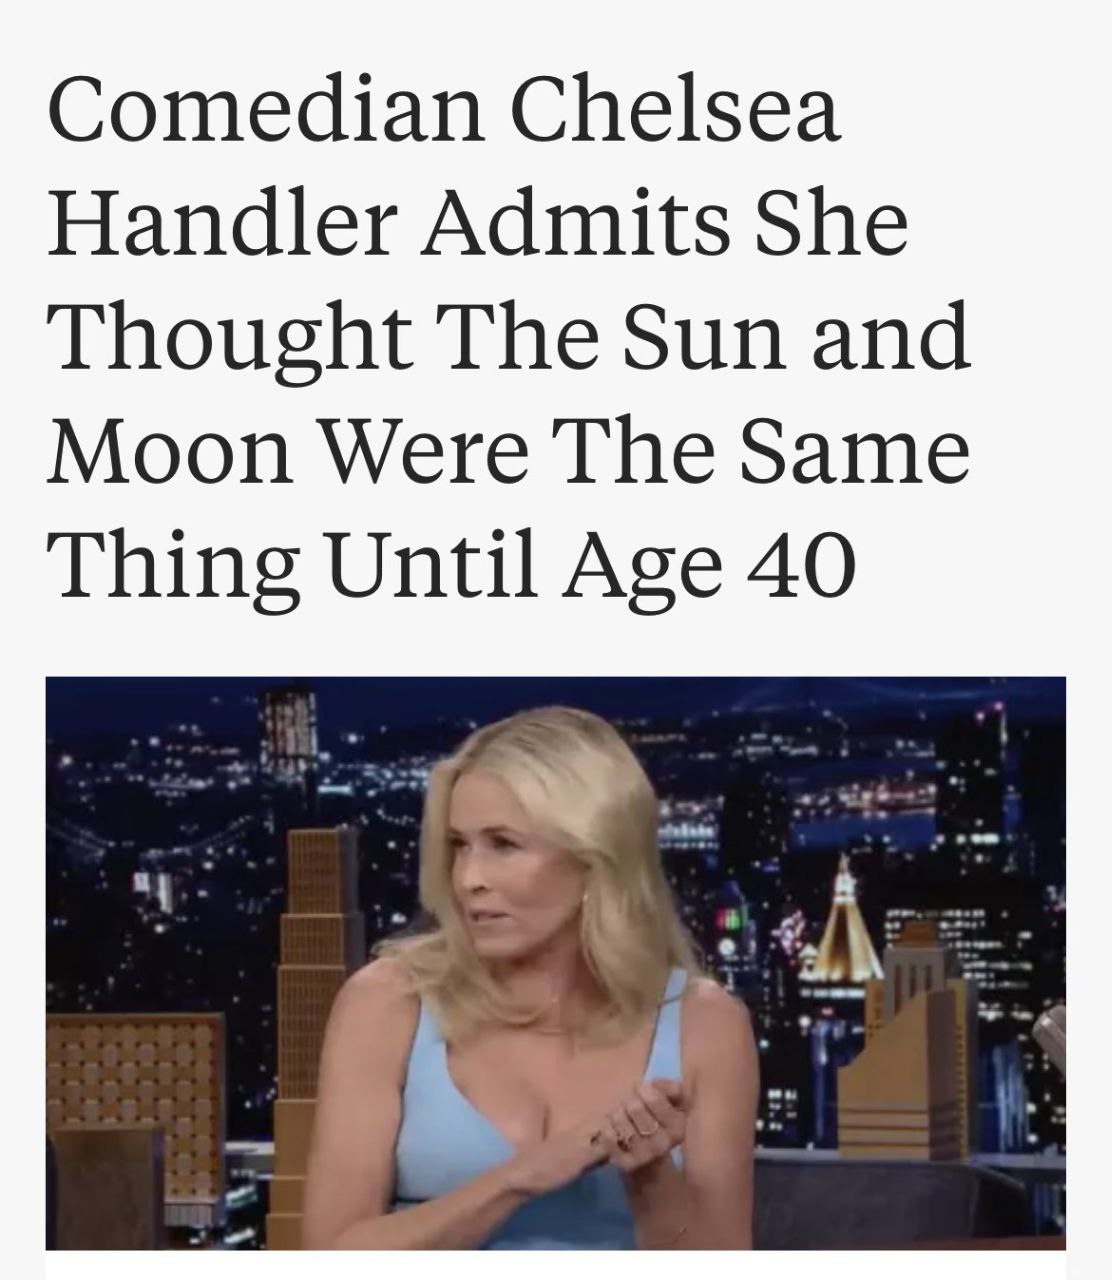 Comedian Chelsea
Handler Admits She
Thought The Sun and
Moon Were The Same
Thing Until Age 40